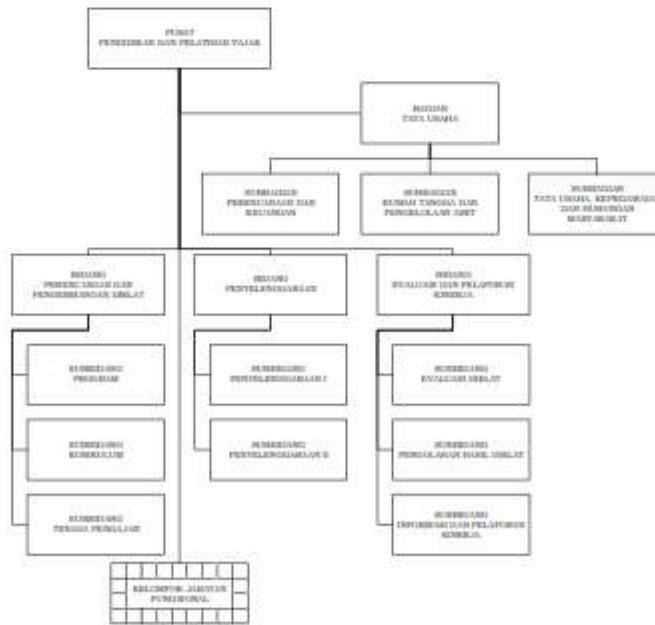 PUSAT
PENDIDIKAN DAN PELATIHAN PAJAK
BAGIAN
TATA USAHA
SUBBAGIAN
PERENCANAAN DAN
KEUANGAN
SUBBAGIAN
RUMAH TANGGA DAN
PENGELOLAAN ASET
SUBBAGIAN
TATA USAHA, KEPEGAWAIAN
DAN HUBUNGAN
MASYARAKAT
BIDANG
PERENCANAAN DAN
PENGEMBANGAN DIKLAT
BIDANG
PENYELENGGARAAN
BIDANG
EVALUASI DAN PELAPORAN
KINERJA
SUBBIDANG
PROGRAM
SUBBIDANG
PENYELENGGARAAN I
SUBBIDANG
EVALUASI DIKLAT
SUBBIDANG
KURIKULUM
SUBBIDANG
PENYELENGGARAAN II
SUBBIDANG
PENGOLAHAN HASIL DIKLAT
SUBBIDANG
TENAGA PENGAJAR
SUBBIDANG
INFORMASI DAN PELAPORAN
KINERJA
KELOMPOK JABATAN
FUNGSIONAL